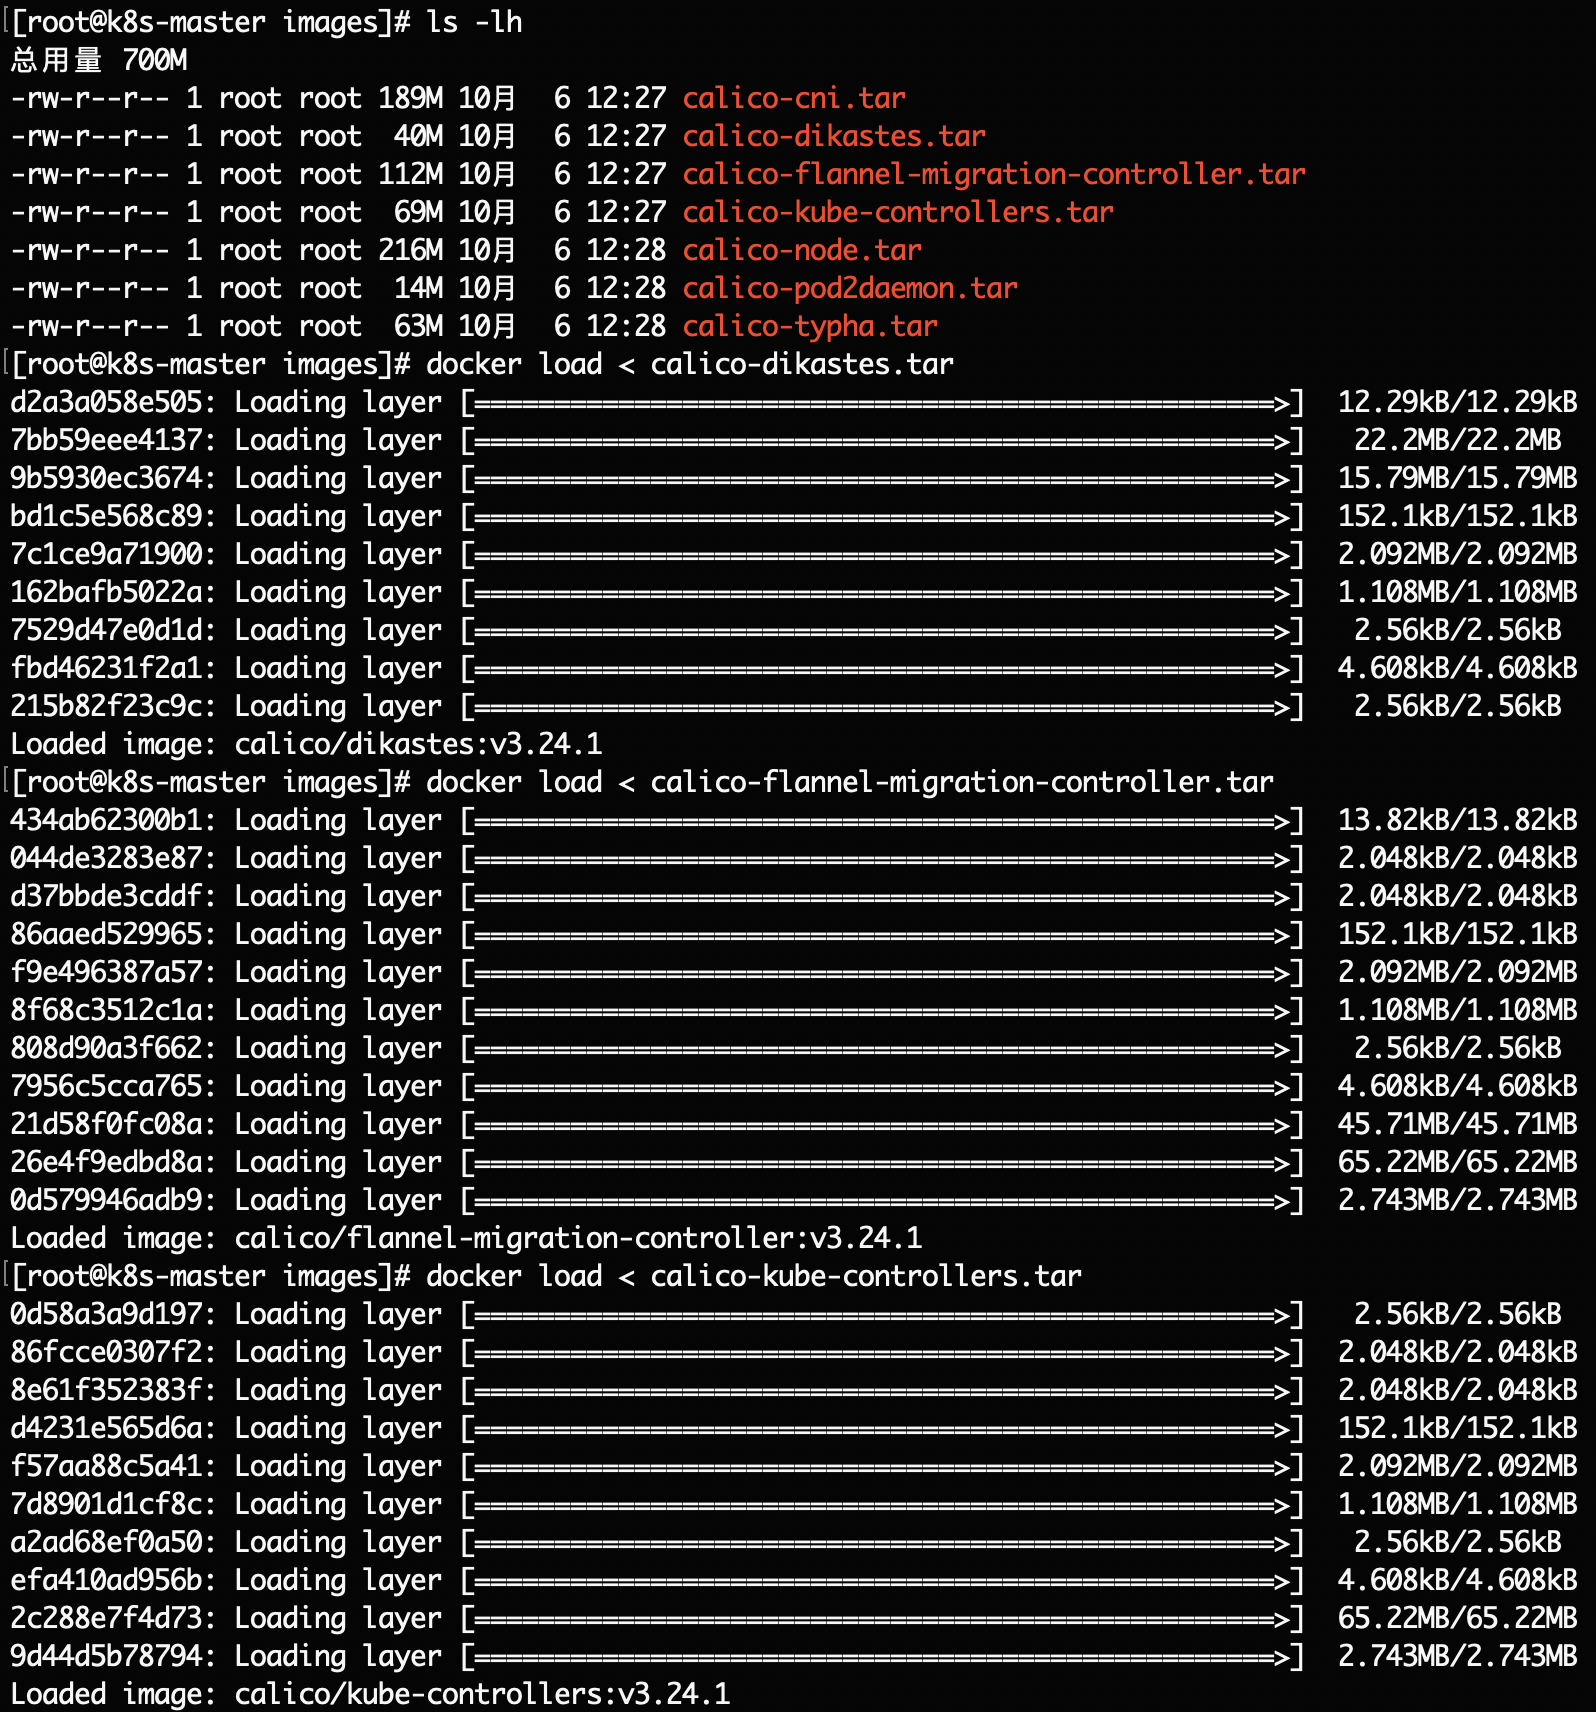 [root@k8s-master images]# ls -lh
总用量 700M
-rw-r--r-- 1 root root 189M 10月  6 12:27 calico-cni.tar
-rw-r--r-- 1 root root  40M 10月  6 12:27 calico-dikastes.tar
-rw-r--r-- 1 root root 112M 10月  6 12:27 calico-flannel-migration-controller.tar
-rw-r--r-- 1 root root  69M 10月  6 12:27 calico-kube-controllers.tar
-rw-r--r-- 1 root root 216M 10月  6 12:28 calico-node.tar
-rw-r--r-- 1 root root  14M 10月  6 12:28 calico-pod2daemon.tar
-rw-r--r-- 1 root root  63M 10月  6 12:28 calico-typha.tar
[root@k8s-master images]# docker load < calico-dikastes.tar
d2a3a058e505: Loading layer [==================================================>]  12.29kB/12.29kB
7bb59eee4137: Loading layer [==================================================>]   22.2MB/22.2MB
9b5930ec3674: Loading layer [==================================================>]  15.79MB/15.79MB
bd1c5e568c89: Loading layer [==================================================>]  152.1kB/152.1kB
7c1ce9a71900: Loading layer [==================================================>]  2.092MB/2.092MB
162bafb5022a: Loading layer [==================================================>]  1.108MB/1.108MB
7529d47e0d1d: Loading layer [==================================================>]   2.56kB/2.56kB
fbd46231f2a1: Loading layer [==================================================>]  4.608kB/4.608kB
215b82f23c9c: Loading layer [==================================================>]   2.56kB/2.56kB
Loaded image: calico/dikastes:v3.24.1
[root@k8s-master images]# docker load < calico-flannel-migration-controller.tar
434ab62300b1: Loading layer [==================================================>]  13.82kB/13.82kB
044de3283e87: Loading layer [==================================================>]  2.048kB/2.048kB
d37bbde3cddf: Loading layer [==================================================>]  2.048kB/2.048kB
86aaed529965: Loading layer [==================================================>]  152.1kB/152.1kB
f9e496387a57: Loading layer [==================================================>]  2.092MB/2.092MB
8f68c3512c1a: Loading layer [==================================================>]  1.108MB/1.108MB
808d90a3f662: Loading layer [==================================================>]   2.56kB/2.56kB
7956c5cca765: Loading layer [==================================================>]  4.608kB/4.608kB
21d58f0fc08a: Loading layer [==================================================>]  45.71MB/45.71MB
26e4f9edbd8a: Loading layer [==================================================>]  65.22MB/65.22MB
0d579946adb9: Loading layer [==================================================>]  2.743MB/2.743MB
Loaded image: calico/flannel-migration-controller:v3.24.1
[root@k8s-master images]# docker load < calico-kube-controllers.tar
0d58a3a9d197: Loading layer [==================================================>]   2.56kB/2.56kB
86fcce0307f2: Loading layer [==================================================>]  2.048kB/2.048kB
8e61f352383f: Loading layer [==================================================>]  2.048kB/2.048kB
d4231e565d6a: Loading layer [==================================================>]  152.1kB/152.1kB
f57aa88c5a41: Loading layer [==================================================>]  2.092MB/2.092MB
7d8901d1cf8c: Loading layer [==================================================>]  1.108MB/1.108MB
a2ad68ef0a50: Loading layer [==================================================>]   2.56kB/2.56kB
efa410ad956b: Loading layer [==================================================>]  4.608kB/4.608kB
2c288e7f4d73: Loading layer [==================================================>]  65.22MB/65.22MB
9d44d5b78794: Loading layer [==================================================>]  2.743MB/2.743MB
Loaded image: calico/kube-controllers:v3.24.1